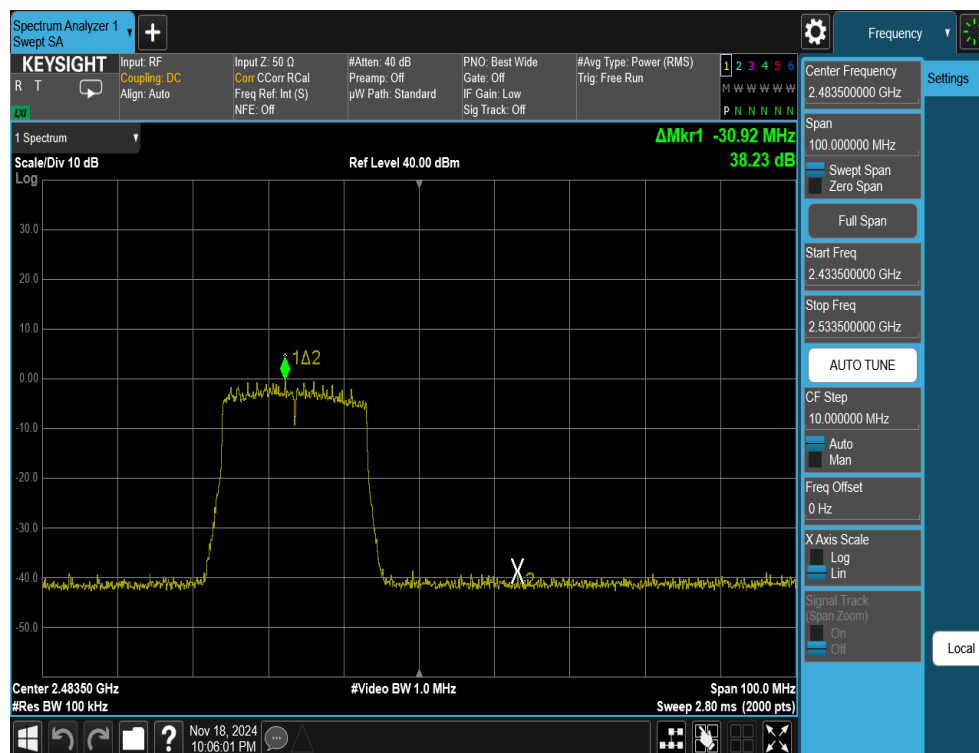 Spectrum Analyzer 1
Swept SA
Frequency
KEYSIGHT
R T
LXI
Input: RF
Coupling: DC
Align: Auto
Input Z: 50 Ω
Corr CCorr RCal
Freq Ref: Int (S)
NFE: Off
#Atten: 40 dB
Preamp: Off
µW Path: Standard
PNO: Best Wide
Gate: Off
IF Gain: Low
Sig Track: Off
#Avg Type: Power (RMS)
Trig: Free Run
1 2 3 4 5 6
M W W W W W
P N N N N N
1 Spectrum
Scale/Div 10 dB
Log
Ref Level 40.00 dBm
ΔMkr1 -30.92 MHz
38.23 dB
30.0
20.0
10.0
0.00
-10.0
-20.0
-30.0
-40.0
-50.0
1Δ2
X2
Center 2.48350 GHz
#Res BW 100 kHz
#Video BW 1.0 MHz
Span 100.0 MHz
Sweep 2.80 ms (2000 pts)
Nov 18, 2024
10:06:01 PM
Center Frequency
2.483500000 GHz
Span
100.000000 MHz
Swept Span
Zero Span
Full Span
Start Freq
2.433500000 GHz
Stop Freq
2.533500000 GHz
AUTO TUNE
CF Step
10.000000 MHz
Auto
Man
Freq Offset
0 Hz
X Axis Scale
Log
Lin
Signal Track
(Span Zoom)
On
Off
Settings
Local